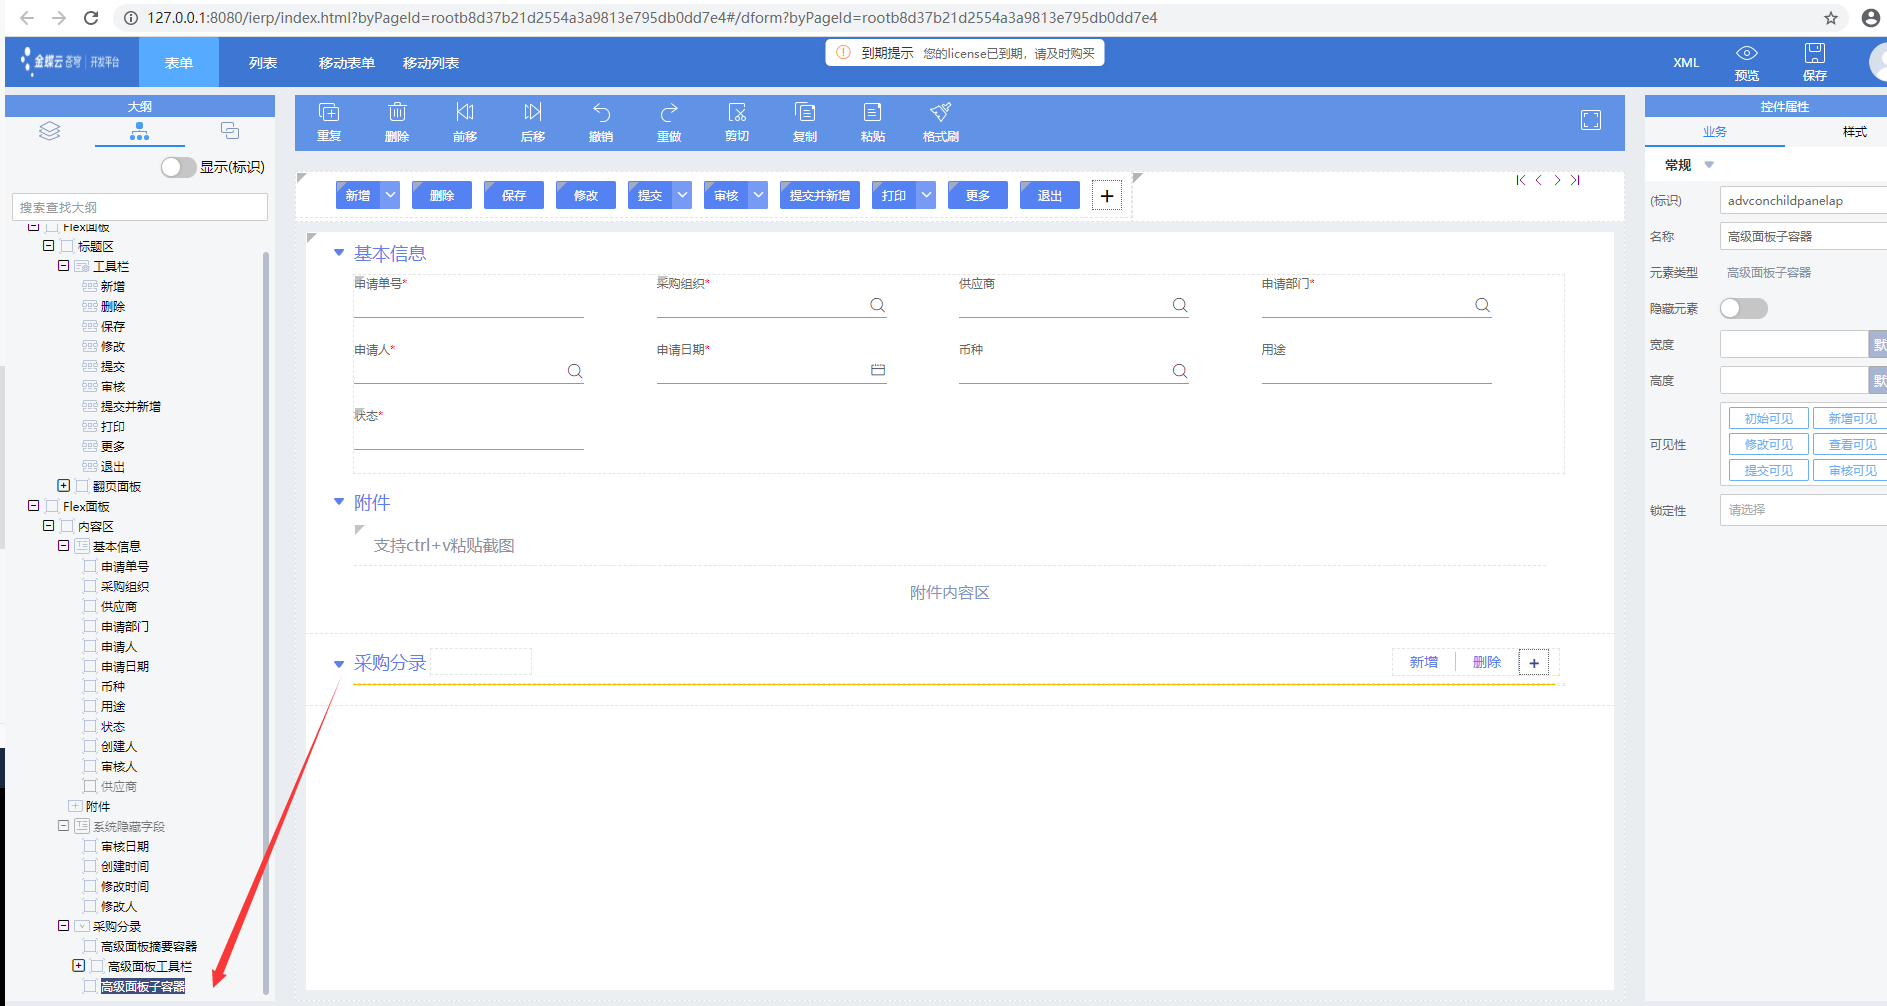 127.0.0.1:8080/ierp/index.html?byPageId=rootb8d37b21d2554a3a9813e795db0dd7e4#/dform?byPageId=rootb8d37b21d2554a3a9813e795db0dd7e4
金蝶云 苍穹 | 开发平台
表单
列表
移动表单
移动列表
到期提示 您的license已到期，请及时购买
XML
预览
保存
大纲
显示(标识)
搜索查找大纲
Flex面板
标题区
工具栏
新增
删除
保存
修改
提交
审核
提交并新增
打印
更多
退出
翻页面板
Flex面板
内容区
基本信息
申请单号
采购组织
供应商
申请部门
申请人
申请日期
币种
用途
状态
创建人
审核人
供应商
附件
系统隐藏字段
审核日期
创建时间
修改时间
修改人
采购分录
高级面板摘要容器
高级面板工具栏
高级面板子容器
重复
删除
前移
后移
撤销
重做
剪切
复制
粘贴
格式刷
新增
删除
保存
修改
提交
审核
提交并新增
打印
更多
退出
基本信息
申请单号*
采购组织*
供应商
申请部门*
申请人*
申请日期*
币种
用途
状态*
附件
支持ctrl+v粘贴截图
附件内容区
采购分录
新增
删除
控件属性
业务
样式
常规
(标识)
advconchildpanelap
名称
高级面板子容器
元素类型
高级面板子容器
隐藏元素
宽度
默
高度
默
可见性
初始可见
新增可见
修改可见
查看可见
提交可见
审核可见
锁定性
请选择